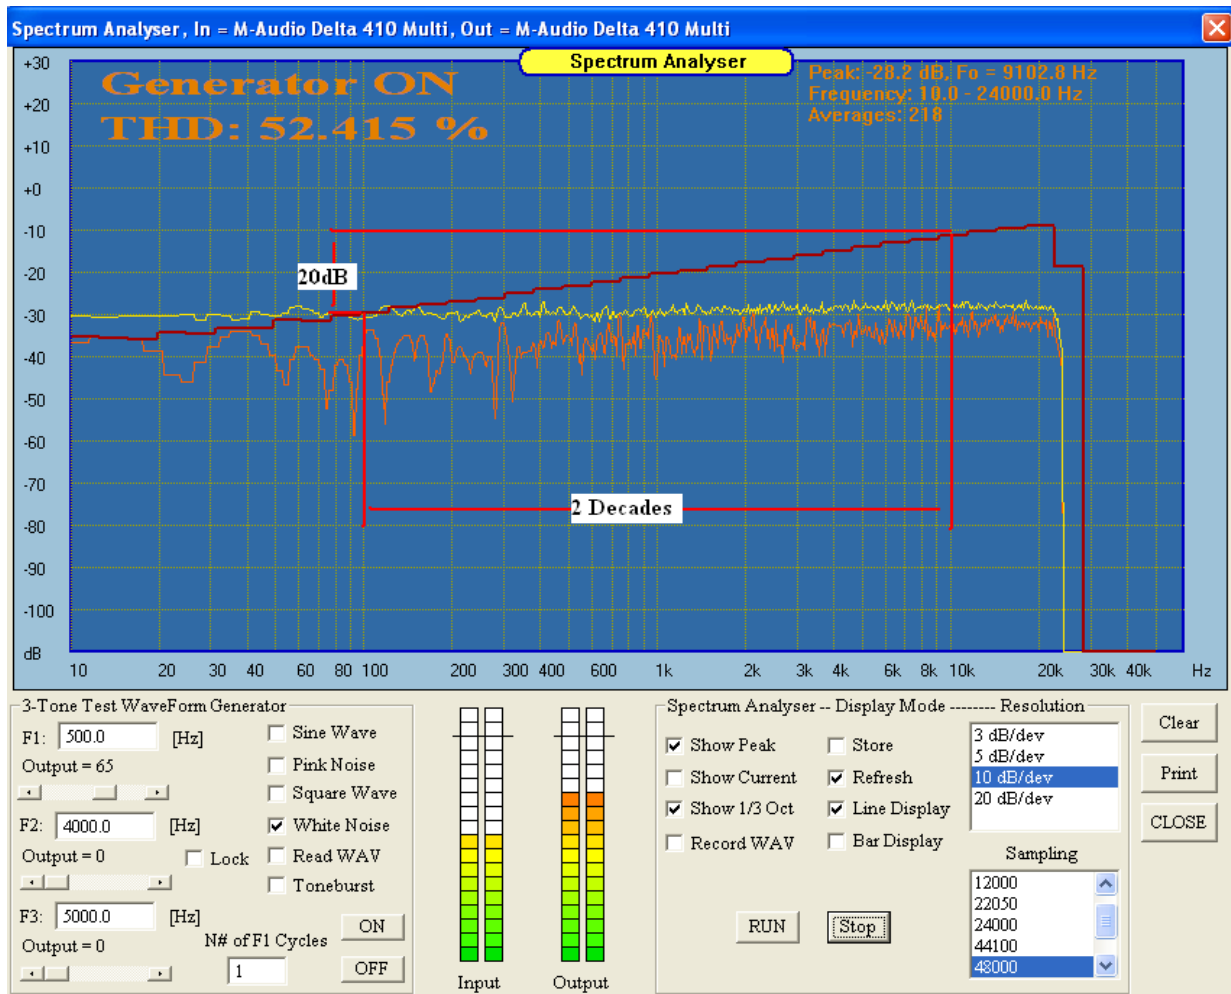 Spectrum Analyser, In = M-Audio Delta 410 Multi, Out = M-Audio Delta 410 Multi
Spectrum Analyser
Generator ON
THD: 52.415 %
Peak: -28.2 dB, Fo = 9102.8 Hz
Frequency: 10.0 - 24000.0 Hz
Averages: 218
+30
+20
+10
+0
-10
-20
-30
-40
-50
-60
-70
-80
-90
-100
dB
20dB
2 Decades
10 20 30 40 60 80 100 200 300 400 600 1k 2k 3k 4k 6k 8k 10k 20k 30k 40k Hz
3-Tone Test WaveForm Generator
F1: 500.0 [Hz]
Output = 65
F2: 4000.0 [Hz]
Output = 0
Lock
F3: 5000.0 [Hz]
Output = 0
Sine Wave
Pink Noise
Square Wave
White Noise
Read WAV
Toneburst
N# of F1 Cycles
1
ON
OFF
Input
Output
Spectrum Analyser -- Display Mode -------- Resolution
Show Peak
Show Current
Show 1/3 Oct
Record WAV
Store
Refresh
Line Display
Bar Display
3 dB/dev
5 dB/dev
10 dB/dev
20 dB/dev
Sampling
12000
22050
24000
44100
48000
RUN
Stop
Clear
Print
CLOSE